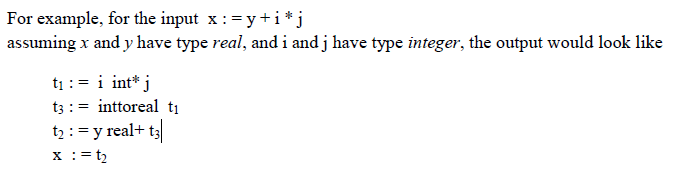 For example, for the input x : = y + i * j
assuming x and y have type real, and i and j have type integer, the output would look like
t₁ : = i int* j
t₃ : = inttoreal t₁
t₂ : = y real+ t₃
x : = t₂